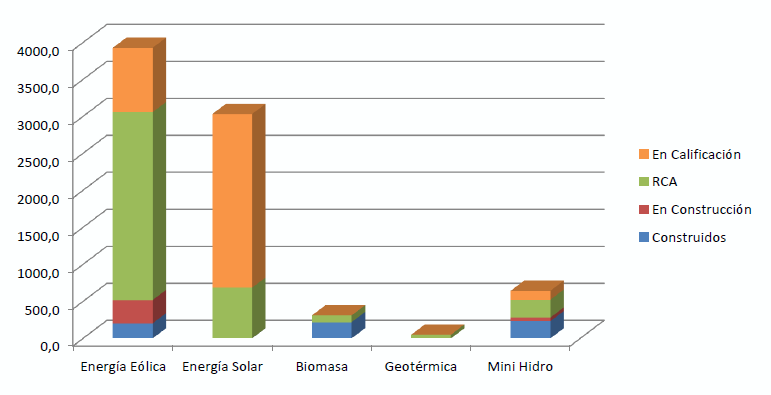 4000,0
3500,0
3000,0
2500,0
2000,0
1500,0
1000,0
500,0
0,0
Energía Eólica
Energía Solar
Biomasa
Geotérmica
Mini Hidro
En Calificación
RCA
En Construcción
Construidos